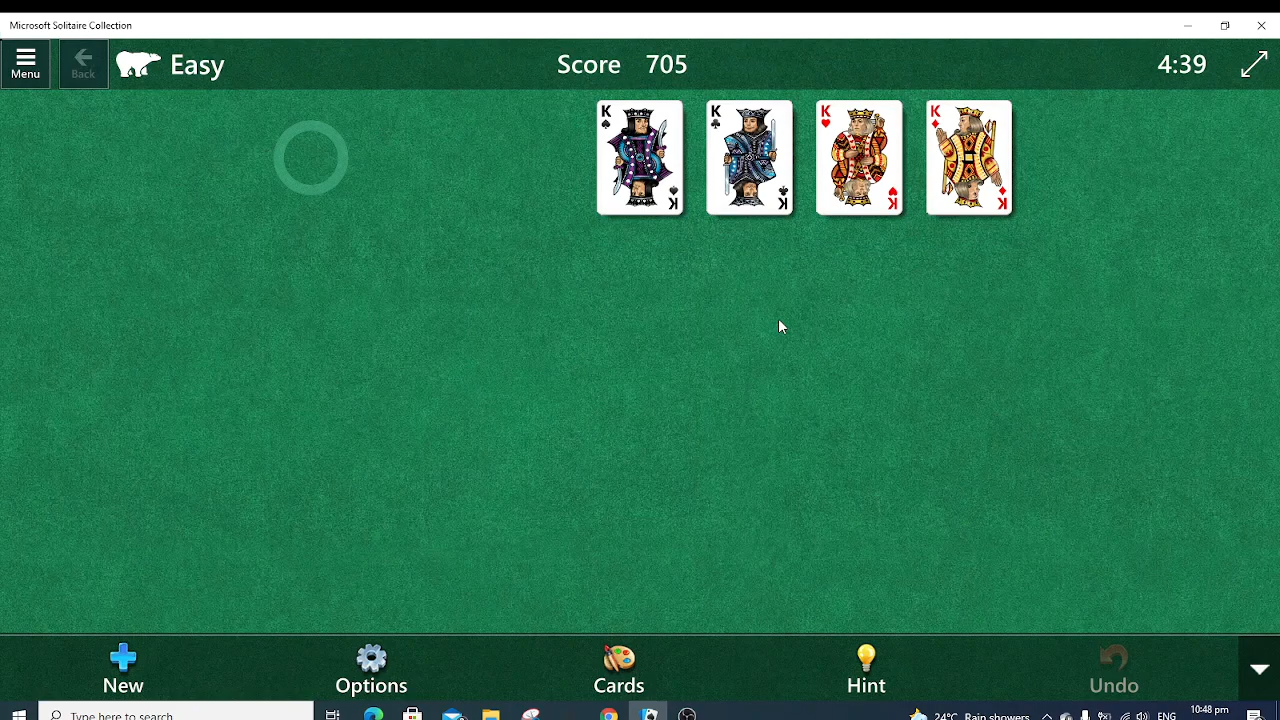 Microsoft Solitaire Collection
Menu
Back
Easy
Score 705
4:39
K K K K
K K K K
New
Options
Cards
Hint
Undo
Type here to search
24°C Rain showers
ENG
10:48 pm